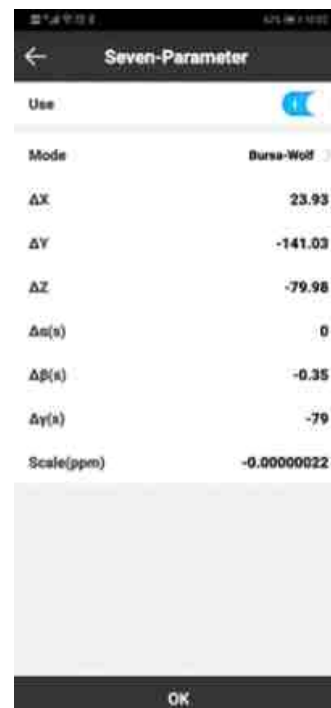 Seven-Parameter
Use
Mode Bursa-Wolf
ΔX 23.93
ΔY -141.03
ΔZ -79.98
Δα(s) 0
Δβ(s) -0.35
Δγ(s) -79
Scale(ppm) -0.00000022
OK